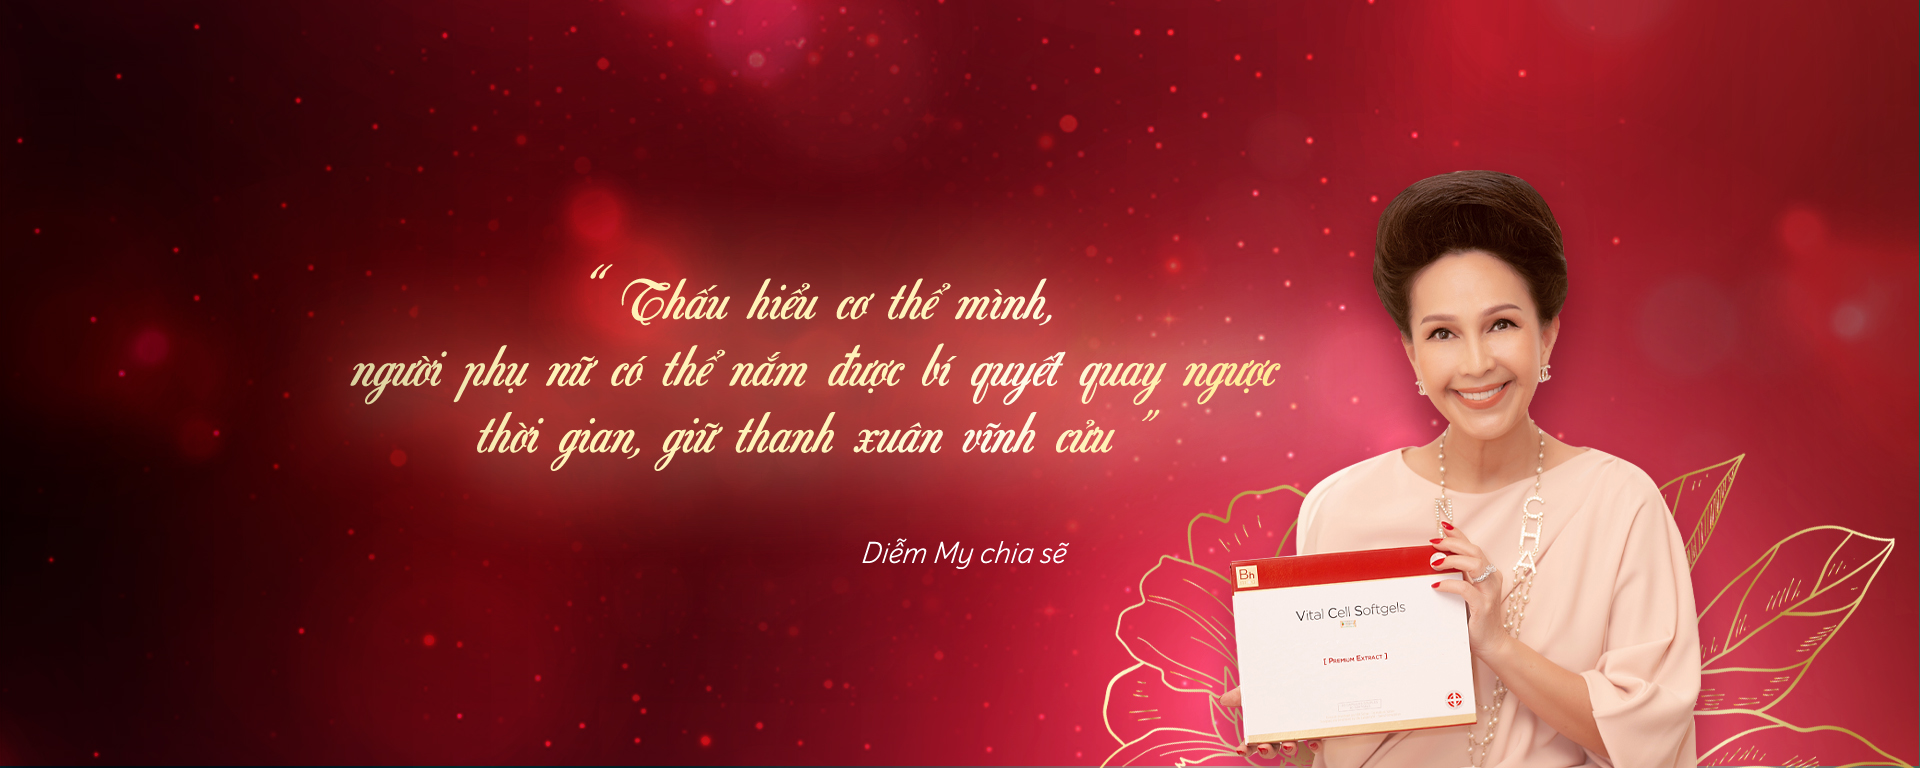 “ Thấu hiểu cơ thể mình,
người phụ nữ có thể nắm được bí quyết quay ngược
thời gian, giữ thanh xuân vĩnh cửu ”
Diễm My chia sẽ
CHA
Bh
Vital Cell Softgels
[ Premium Extract ]